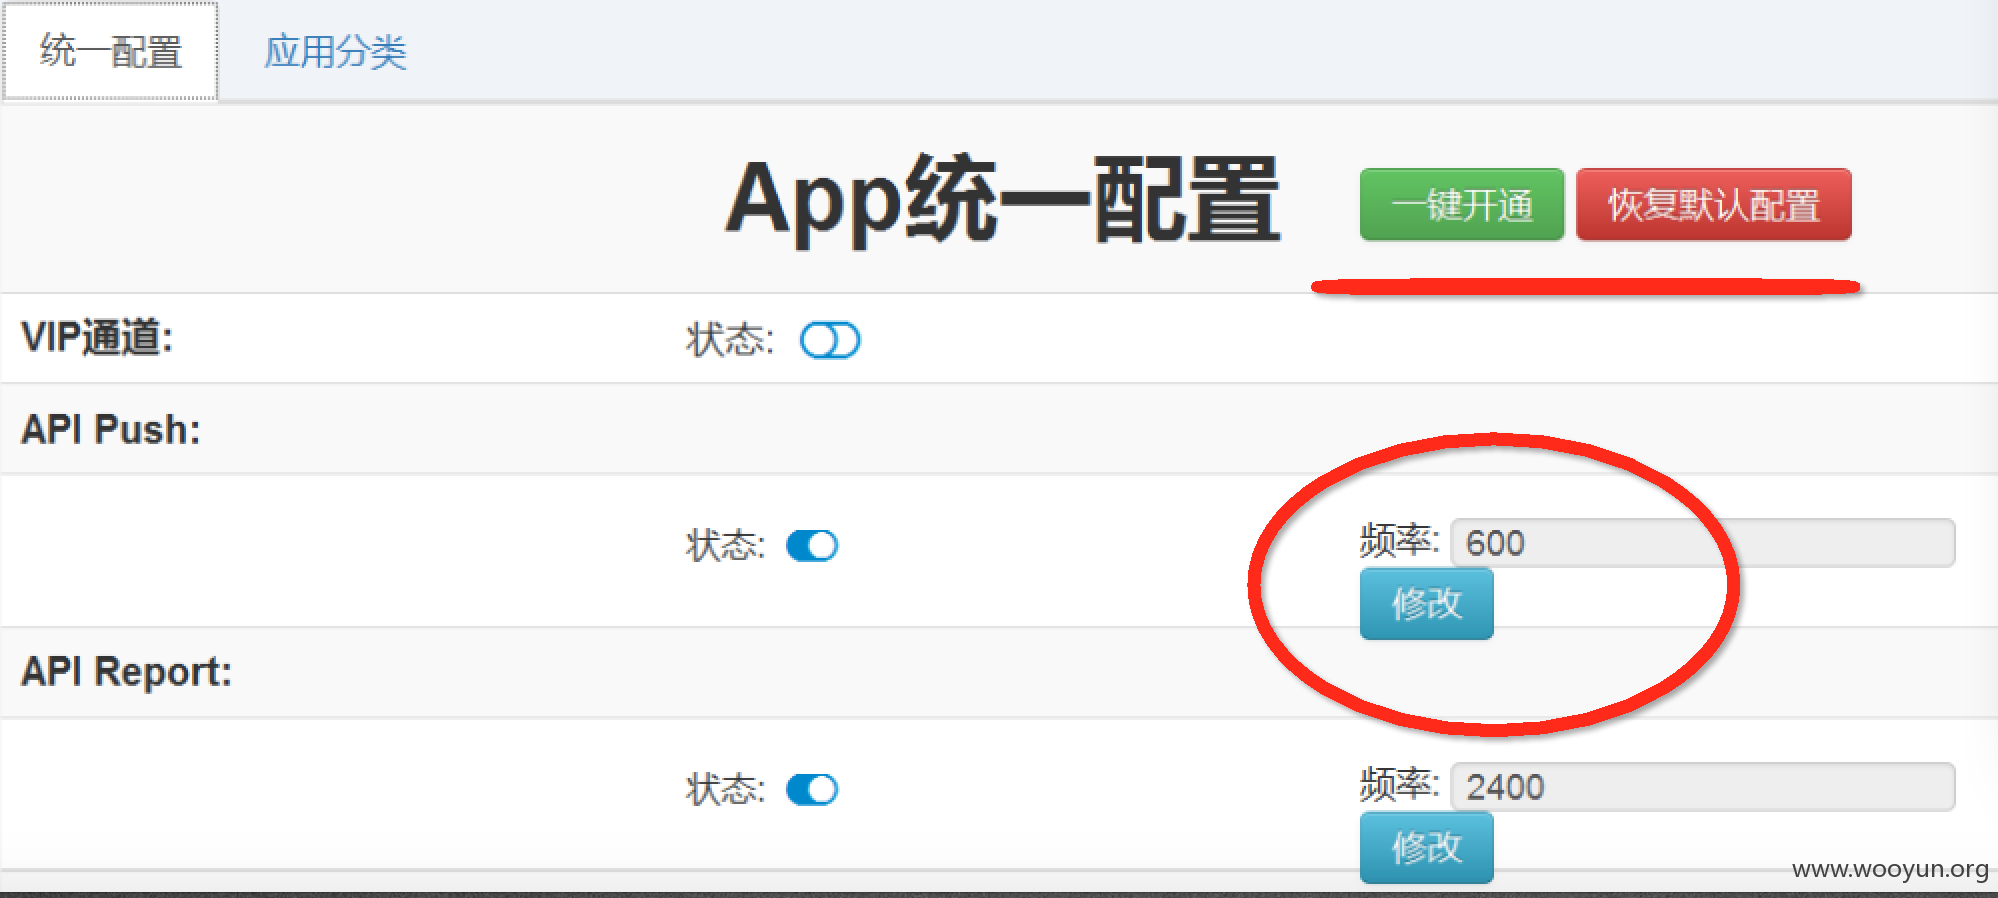 统一配置 应用分类
App统一配置 一键开通 恢复默认配置
VIP通道: 状态:
API Push:
状态: 频率: 600
修改
API Report:
状态: 频率: 2400
修改
www.wooyun.org